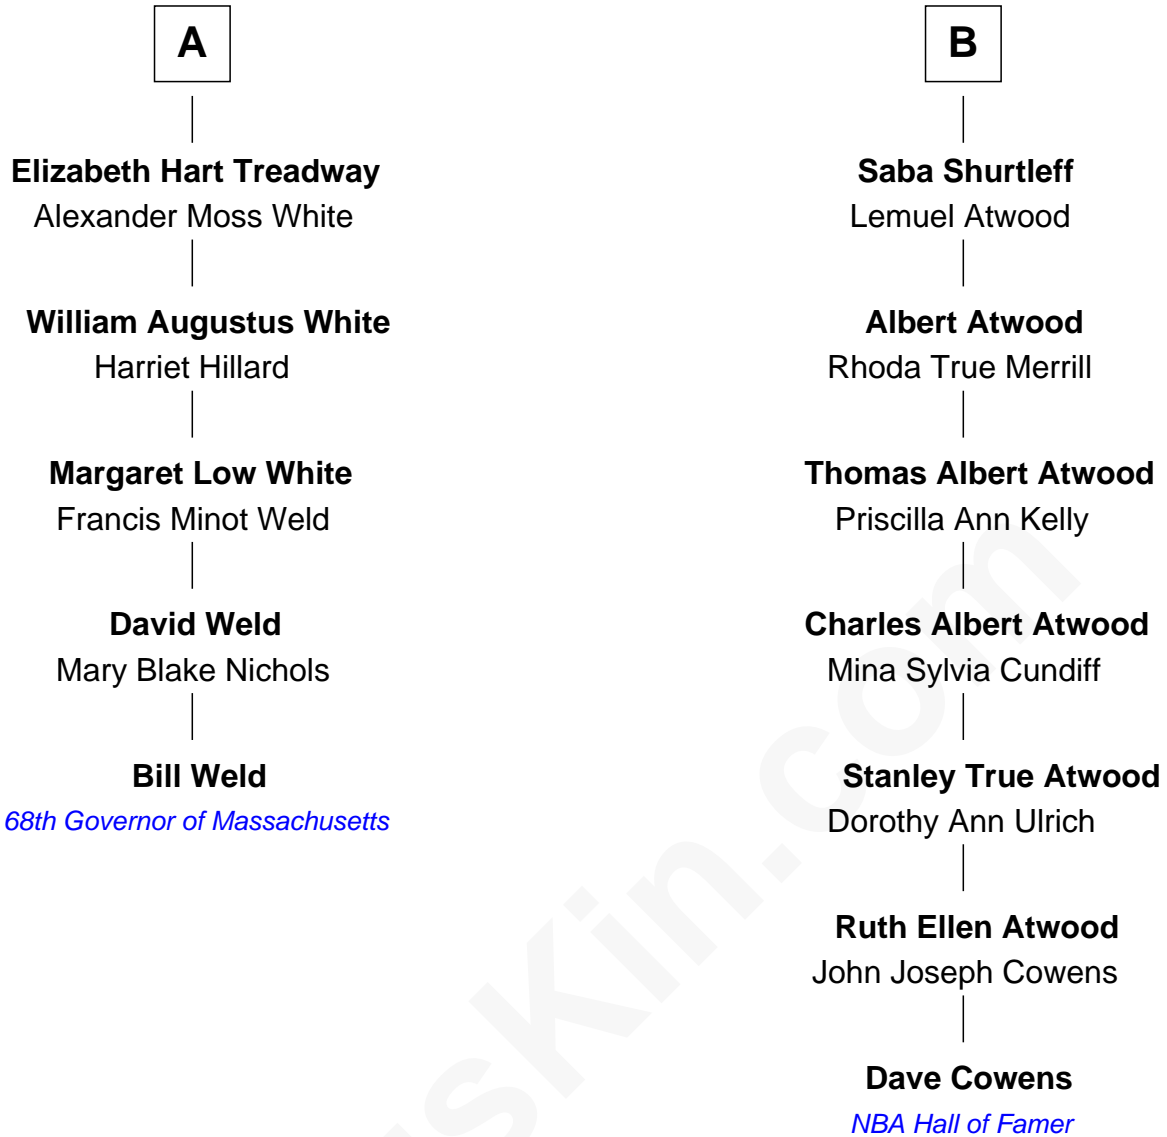 A
Elizabeth Hart Treadway
Alexander Moss White
William Augustus White
Harriet Hillard
Margaret Low White
Francis Minot Weld
David Weld
Mary Blake Nichols
Bill Weld
68th Governor of Massachusetts
B
Saba Shurtleff
Lemuel Atwood
Albert Atwood
Rhoda True Merrill
Thomas Albert Atwood
Priscilla Ann Kelly
Charles Albert Atwood
Mina Sylvia Cundiff
Stanley True Atwood
Dorothy Ann Ulrich
Ruth Ellen Atwood
John Joseph Cowens
Dave Cowens
NBA Hall of Famer